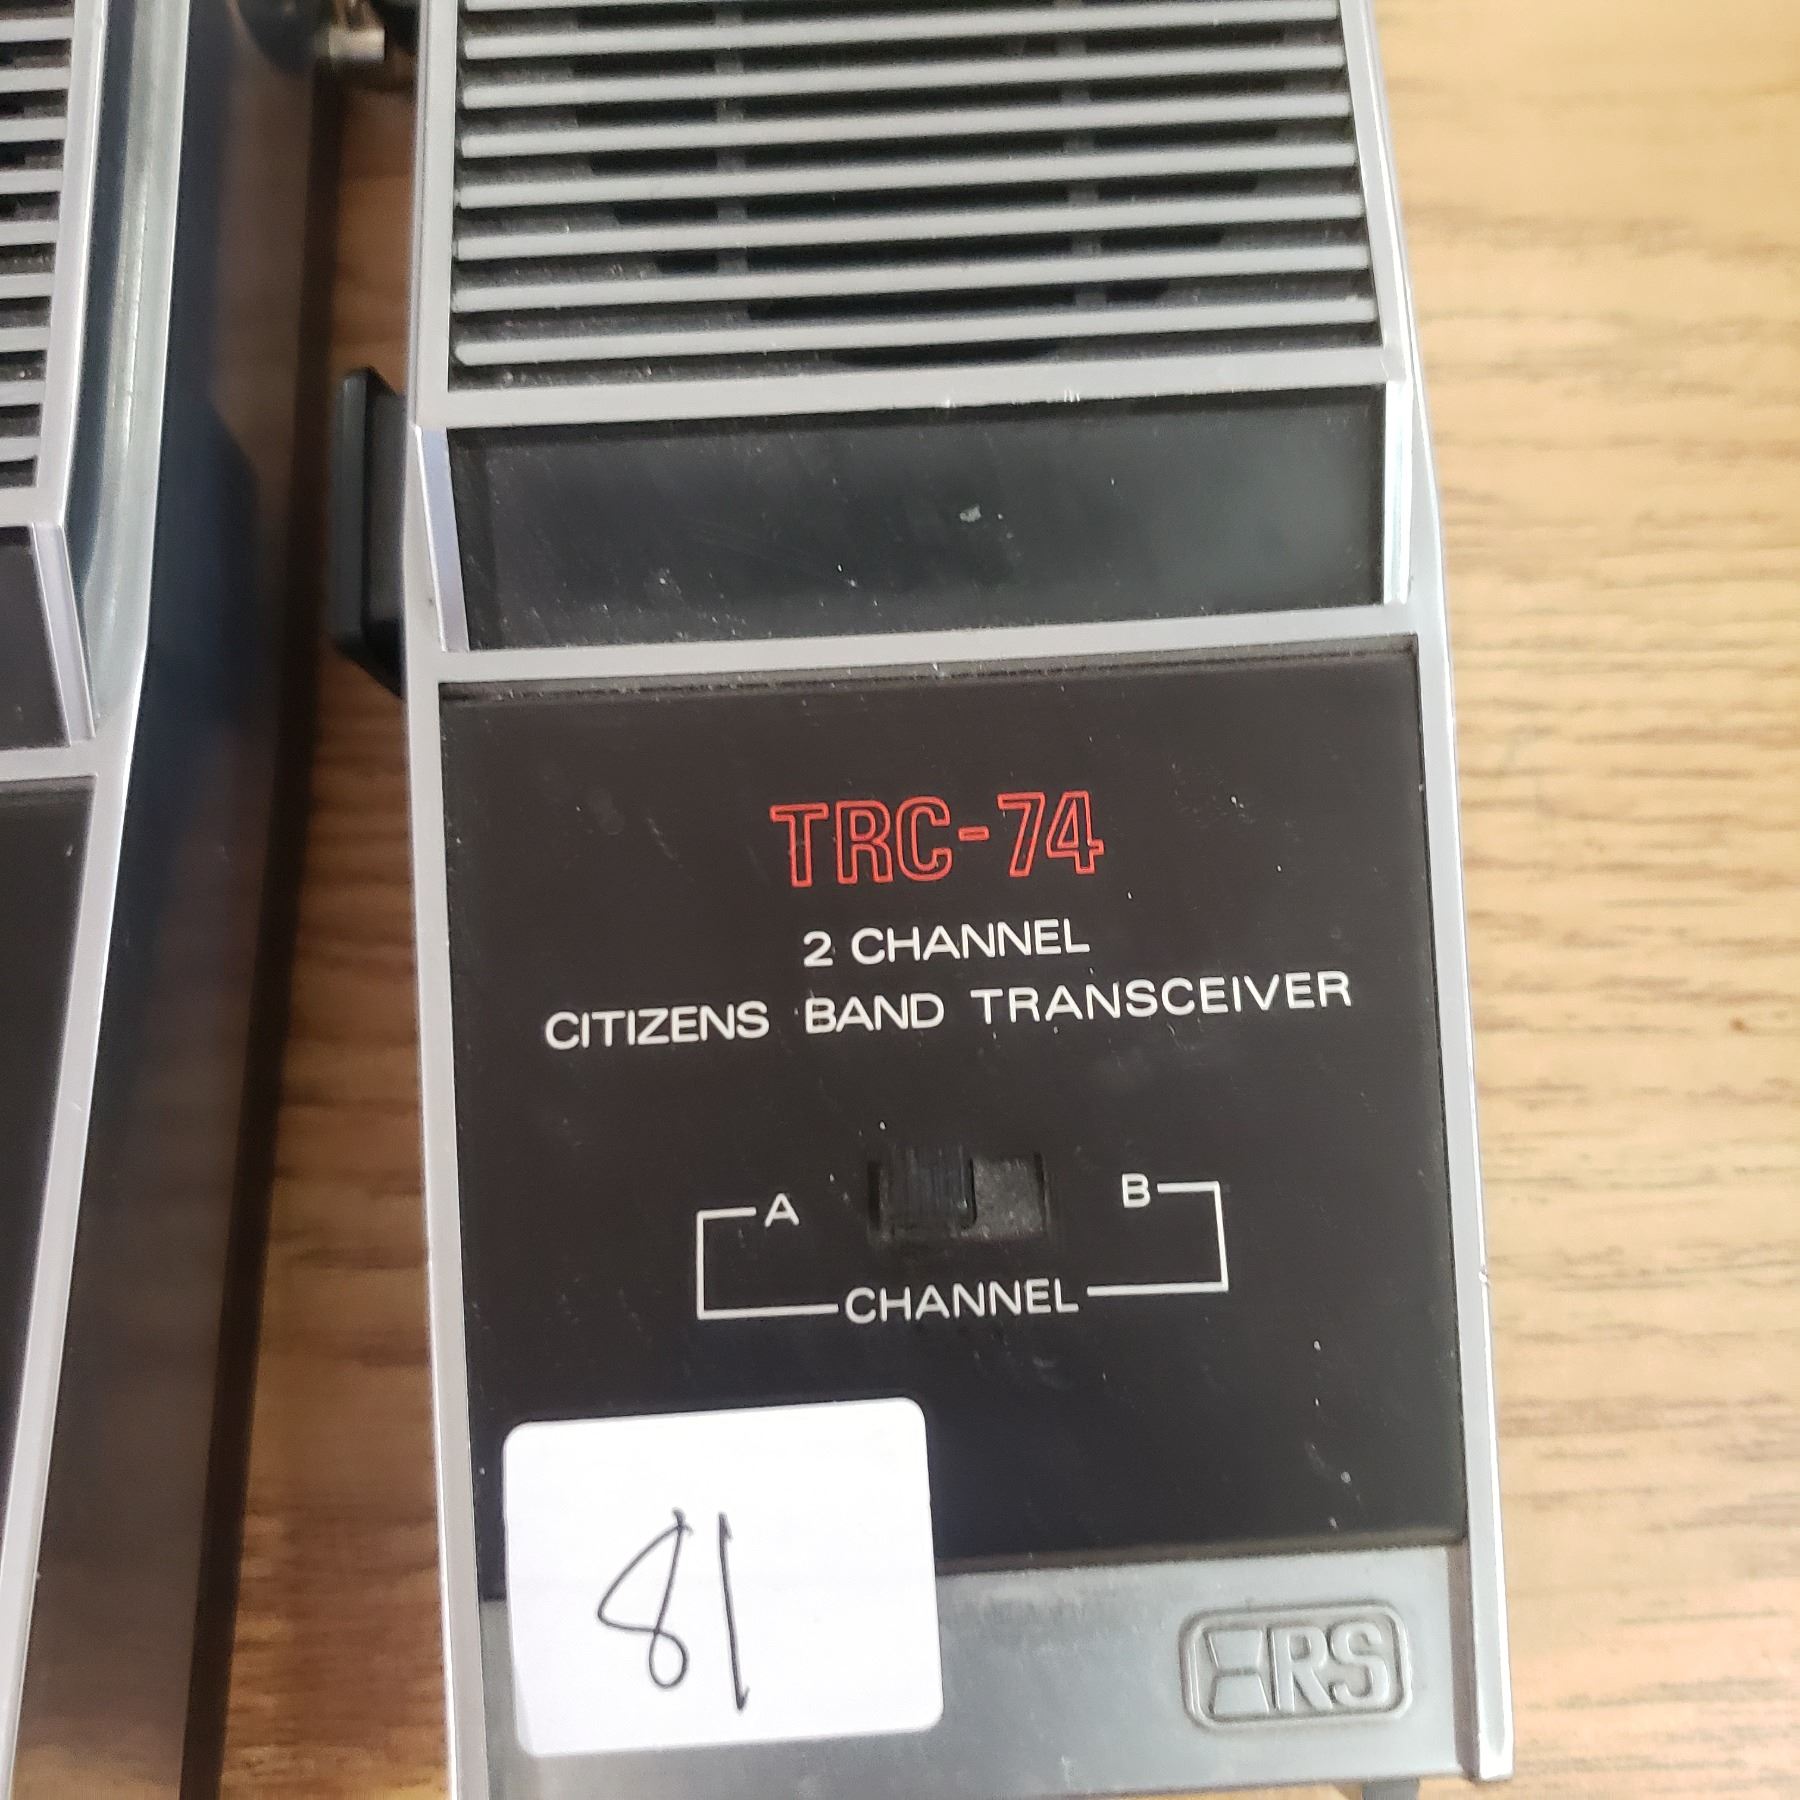 TRC-74
2 CHANNEL
CITIZENS BAND TRANSCEIVER
A B
CHANNEL
81
RS